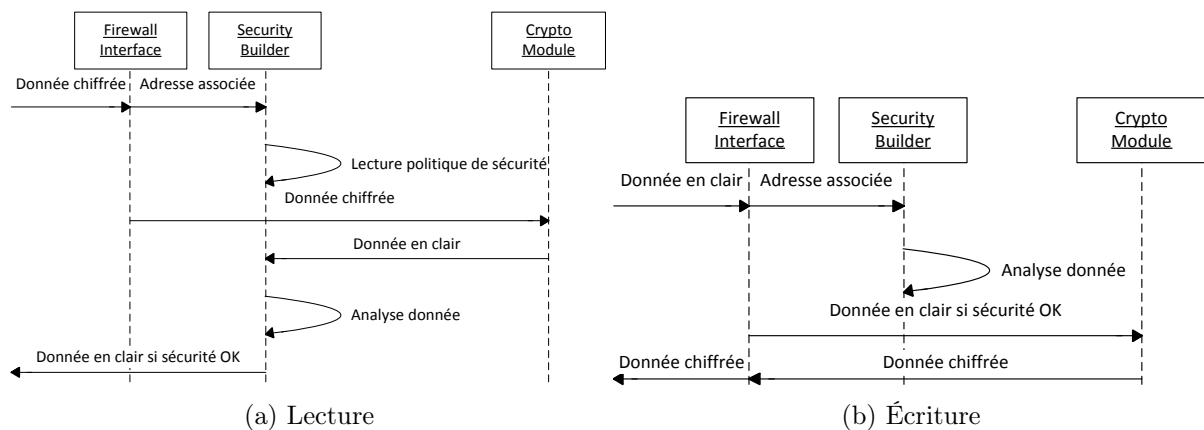 Firewall
Interface
Security
Builder
Crypto
Module
Donnée chiffrée
Adresse associée
Lecture politique de sécurité
Donnée chiffrée
Donnée en clair
Analyse donnée
Donnée en clair si sécurité OK
(a) Lecture
Firewall
Interface
Security
Builder
Crypto
Module
Donnée en clair
Adresse associée
Analyse donnée
Donnée en clair si sécurité OK
Donnée chiffrée
Donnée chiffrée
(b) Écriture